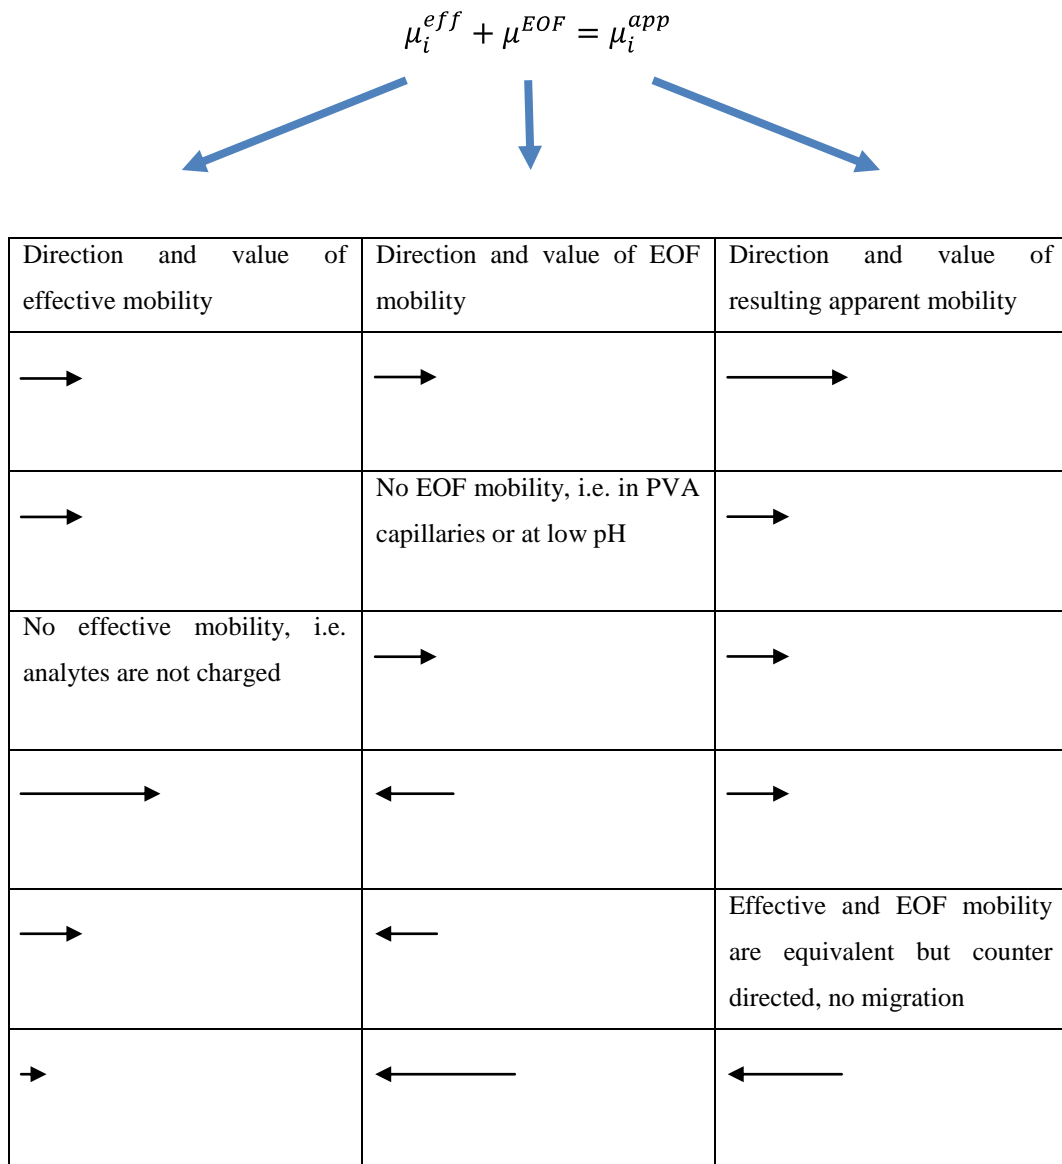 μ_i^{eff} + μ^{EOF} = μ_i^{app}
Direction and value of
effective mobility
Direction and value of EOF
mobility
Direction and value of
resulting apparent mobility
No EOF mobility, i.e. in PVA
capillaries or at low pH
No effective mobility, i.e.
analytes are not charged
Effective and EOF mobility
are equivalent but counter
directed, no migration